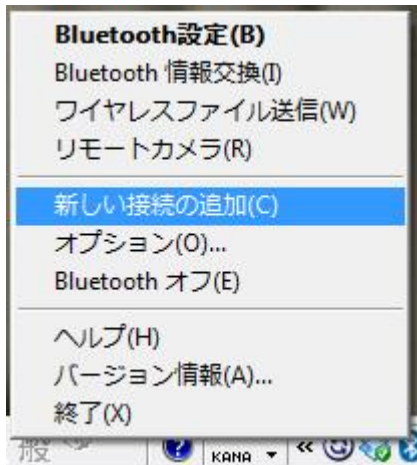 Bluetooth設定(B)
Bluetooth 情報交換(I)
ワイヤレスファイル送信(W)
リモートカメラ(R)
新しい接続の追加(C)
オプション(O)...
Bluetooth オフ(E)
ヘルプ(H)
バージョン情報(A)...
終了(X)
般 ? KANA «